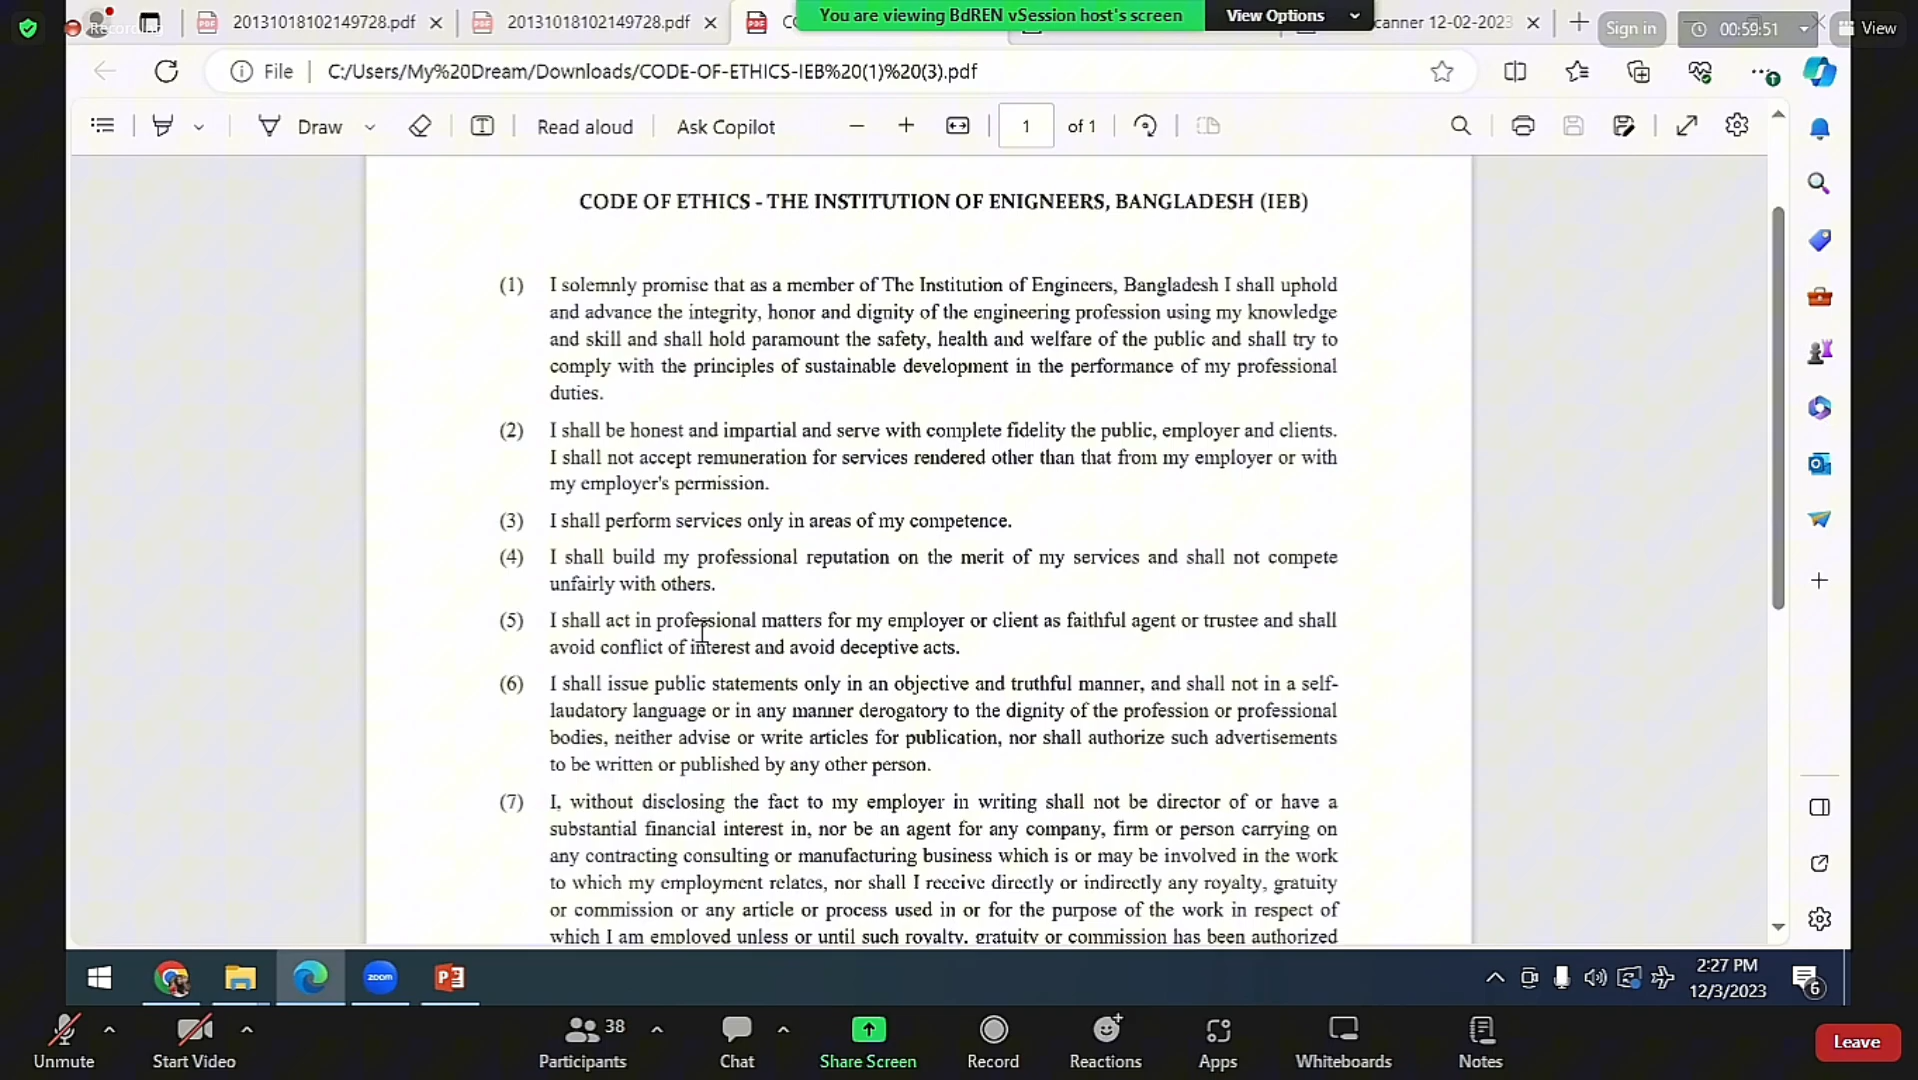 Recording
20131018102149728.pdf
20131018102149728.pdf
You are viewing BdREN vSession host's screen
View Options
canner 12-02-2023
Sign in
00:59:51
View
File
C:/Users/My%20Dream/Downloads/CODE-OF-ETHICS-IEB%20(1)%20(3).pdf
Draw
Read aloud
Ask Copilot
1
of 1
CODE OF ETHICS - THE INSTITUTION OF ENIGNEERS, BANGLADESH (IEB)
(1) I solemnly promise that as a member of The Institution of Engineers, Bangladesh I shall uphold
and advance the integrity, honor and dignity of the engineering profession using my knowledge
and skill and shall hold paramount the safety, health and welfare of the public and shall try to
comply with the principles of sustainable development in the performance of my professional
duties.
(2) I shall be honest and impartial and serve with complete fidelity the public, employer and clients.
I shall not accept remuneration for services rendered other than that from my employer or with
my employer's permission.
(3) I shall perform services only in areas of my competence.
(4) I shall build my professional reputation on the merit of my services and shall not compete
unfairly with others.
(5) I shall act in professional matters for my employer or client as faithful agent or trustee and shall
avoid conflict of interest and avoid deceptive acts.
(6) I shall issue public statements only in an objective and truthful manner, and shall not in a self-
laudatory language or in any manner derogatory to the dignity of the profession or professional
bodies, neither advise or write articles for publication, nor shall authorize such advertisements
to be written or published by any other person.
(7) I, without disclosing the fact to my employer in writing shall not be director of or have a
substantial financial interest in, nor be an agent for any company, firm or person carrying on
any contracting consulting or manufacturing business which is or may be involved in the work
to which my employment relates, nor shall I receive directly or indirectly any royalty, gratuity
or commission or any article or process used in or for the purpose of the work in respect of
which I am employed unless or until such royalty, gratuity or commission has been authorized
zoom
2:27 PM
12/3/2023
6
Unmute
Start Video
38
Participants
Chat
Share Screen
Record
Reactions
Apps
Whiteboards
Notes
Leave